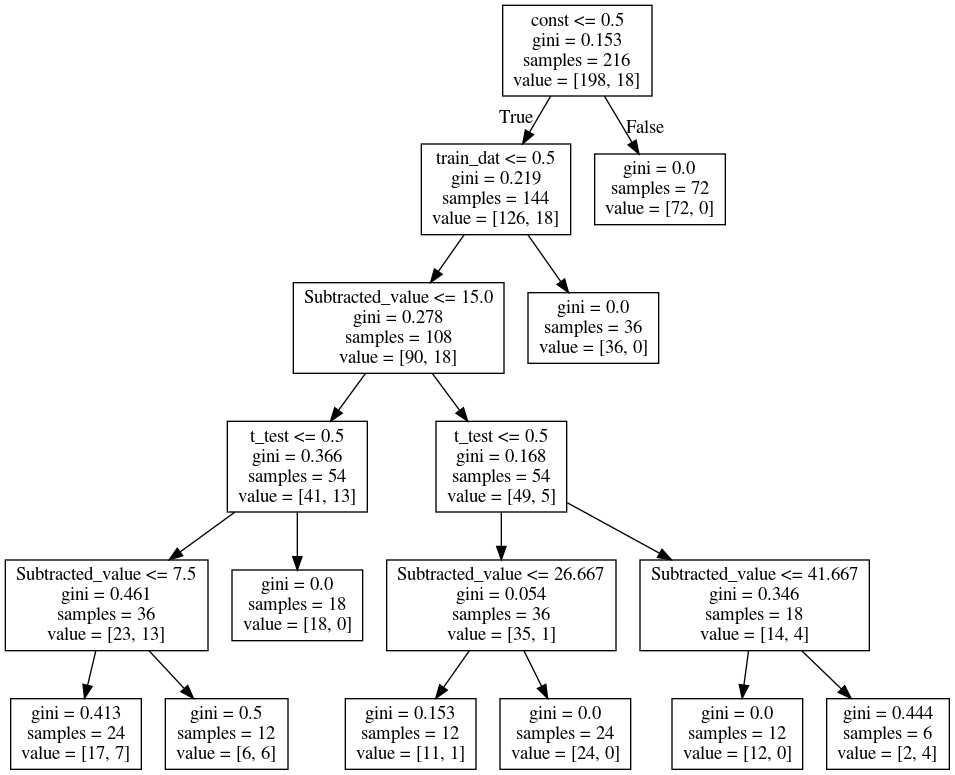 const <= 0.5
gini = 0.153
samples = 216
value = [198, 18]
True
False
train_dat <= 0.5
gini = 0.219
samples = 144
value = [126, 18]
gini = 0.0
samples = 72
value = [72, 0]
Subtracted_value <= 15.0
gini = 0.278
samples = 108
value = [90, 18]
gini = 0.0
samples = 36
value = [36, 0]
t_test <= 0.5
gini = 0.366
samples = 54
value = [41, 13]
t_test <= 0.5
gini = 0.168
samples = 54
value = [49, 5]
Subtracted_value <= 7.5
gini = 0.461
samples = 36
value = [23, 13]
gini = 0.0
samples = 18
value = [18, 0]
Subtracted_value <= 26.667
gini = 0.054
samples = 36
value = [35, 1]
Subtracted_value <= 41.667
gini = 0.346
samples = 18
value = [14, 4]
gini = 0.413
samples = 24
value = [17, 7]
gini = 0.5
samples = 12
value = [6, 6]
gini = 0.153
samples = 12
value = [11, 1]
gini = 0.0
samples = 24
value = [24, 0]
gini = 0.0
samples = 12
value = [12, 0]
gini = 0.444
samples = 6
value = [2, 4]